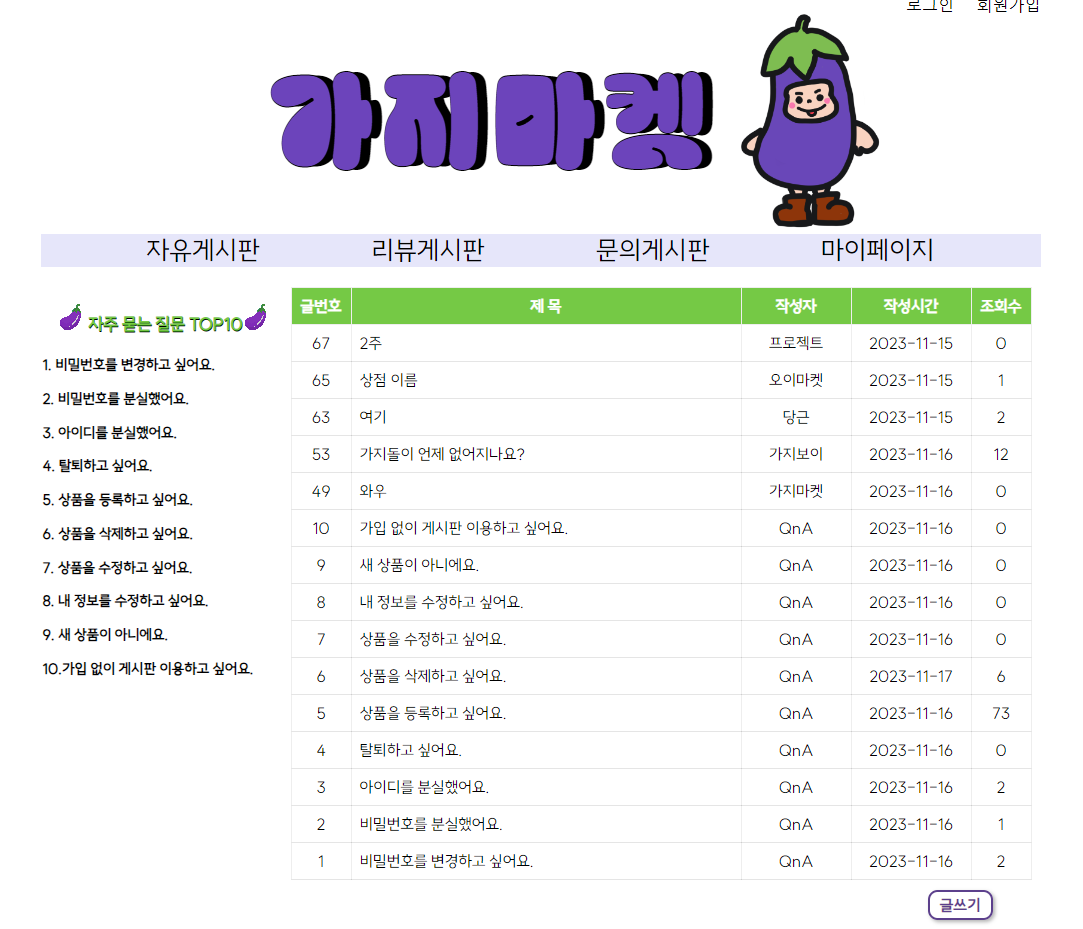 로그인 회원가입
가지마켓
자유게시판 리뷰게시판 문의게시판 마이페이지
자주 묻는 질문 TOP10
1. 비밀번호를 변경하고 싶어요.
2. 비밀번호를 분실했어요.
3. 아이디를 분실했어요.
4. 탈퇴하고 싶어요.
5. 상품을 등록하고 싶어요.
6. 상품을 삭제하고 싶어요.
7. 상품을 수정하고 싶어요.
8. 내 정보를 수정하고 싶어요.
9. 새 상품이 아니에요.
10.가입 없이 게시판 이용하고 싶어요.
글번호 제 목 작성자 작성시간 조회수
67 2주 프로젝트 2023-11-15 0
65 상점 이름 오이마켓 2023-11-15 1
63 여기 당근 2023-11-15 2
53 가지돌이 언제 없어지나요? 가지보이 2023-11-16 12
49 와우 가지마켓 2023-11-16 0
10 가입 없이 게시판 이용하고 싶어요. QnA 2023-11-16 0
9 새 상품이 아니에요. QnA 2023-11-16 0
8 내 정보를 수정하고 싶어요. QnA 2023-11-16 0
7 상품을 수정하고 싶어요. QnA 2023-11-16 0
6 상품을 삭제하고 싶어요. QnA 2023-11-17 6
5 상품을 등록하고 싶어요. QnA 2023-11-16 73
4 탈퇴하고 싶어요. QnA 2023-11-16 0
3 아이디를 분실했어요. QnA 2023-11-16 2
2 비밀번호를 분실했어요. QnA 2023-11-16 1
1 비밀번호를 변경하고 싶어요. QnA 2023-11-16 2
글쓰기